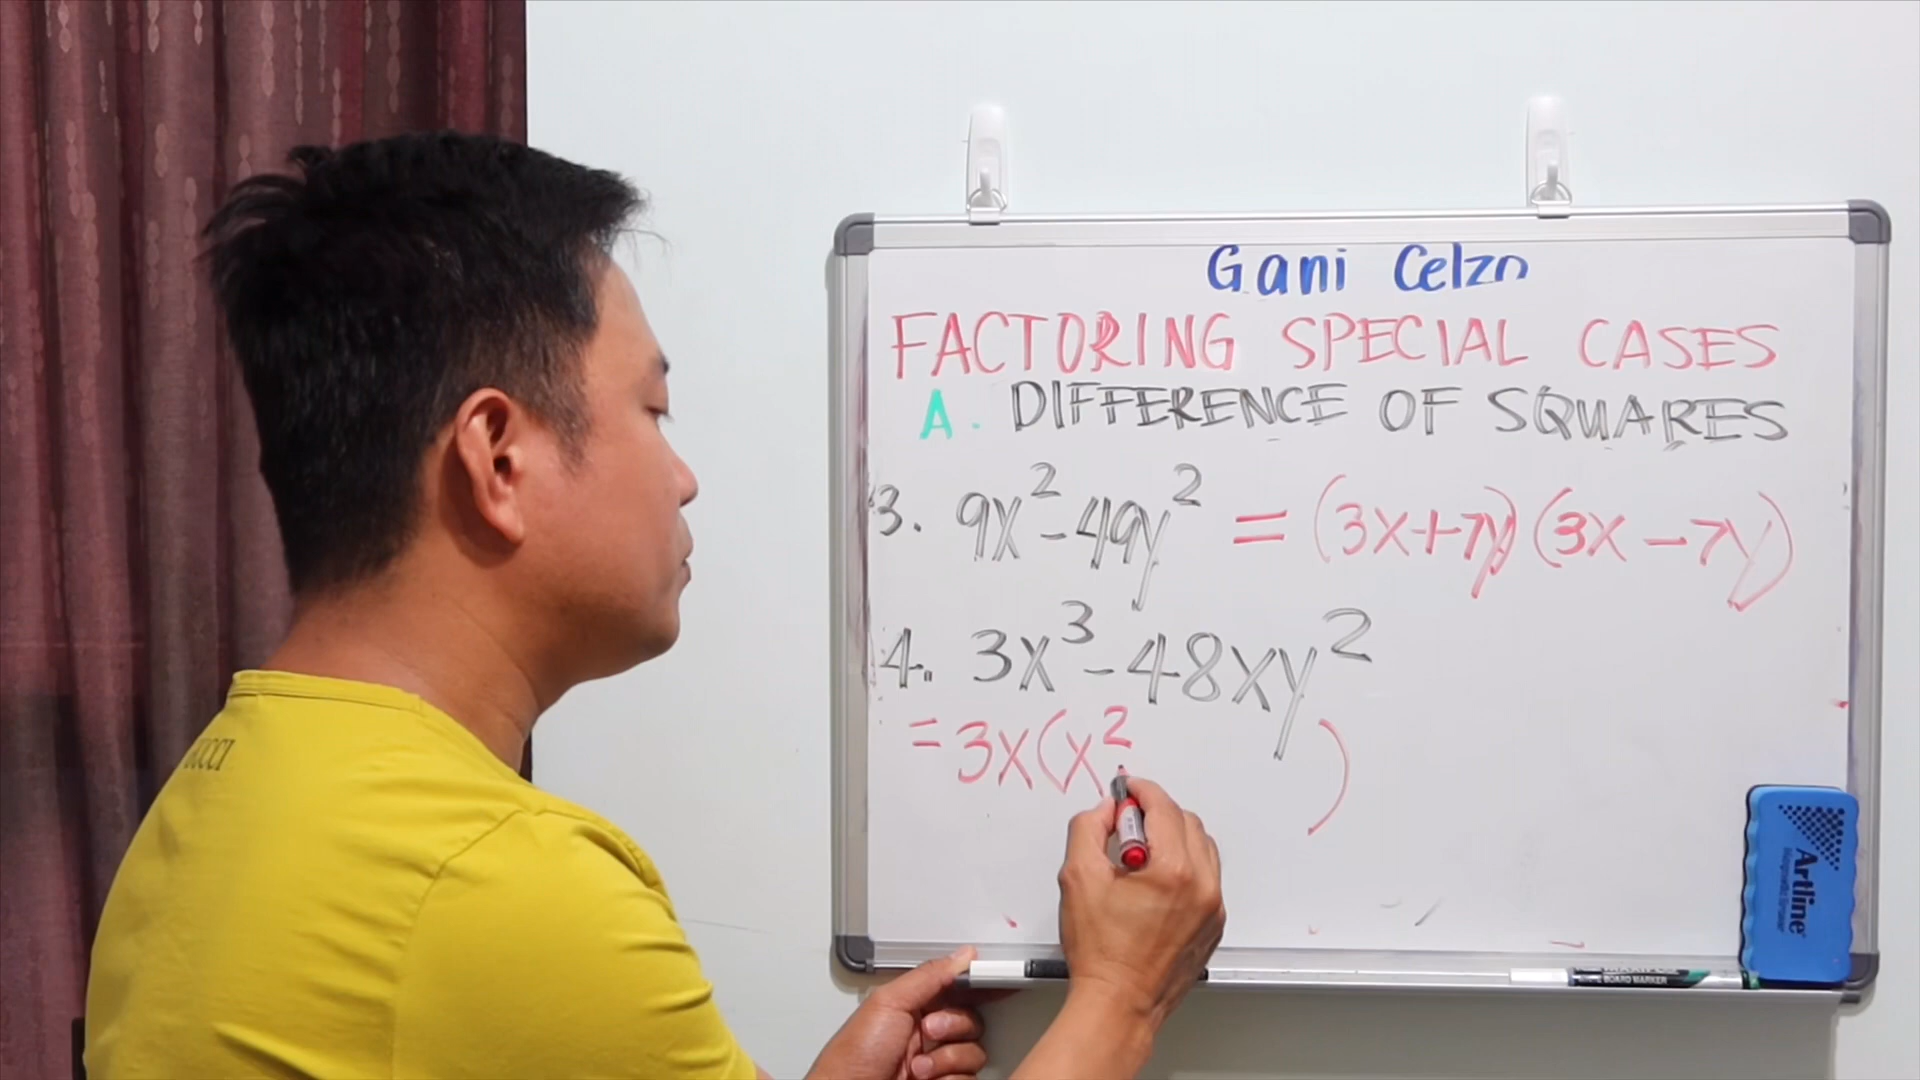 Gani Celzo
FACTORING SPECIAL CASES
A. DIFFERENCE OF SQUARES
3. 9x²-49y² = (3x+7y)(3x-7y)
4. 3x³-48xy²
= 3x(x² )
Artline